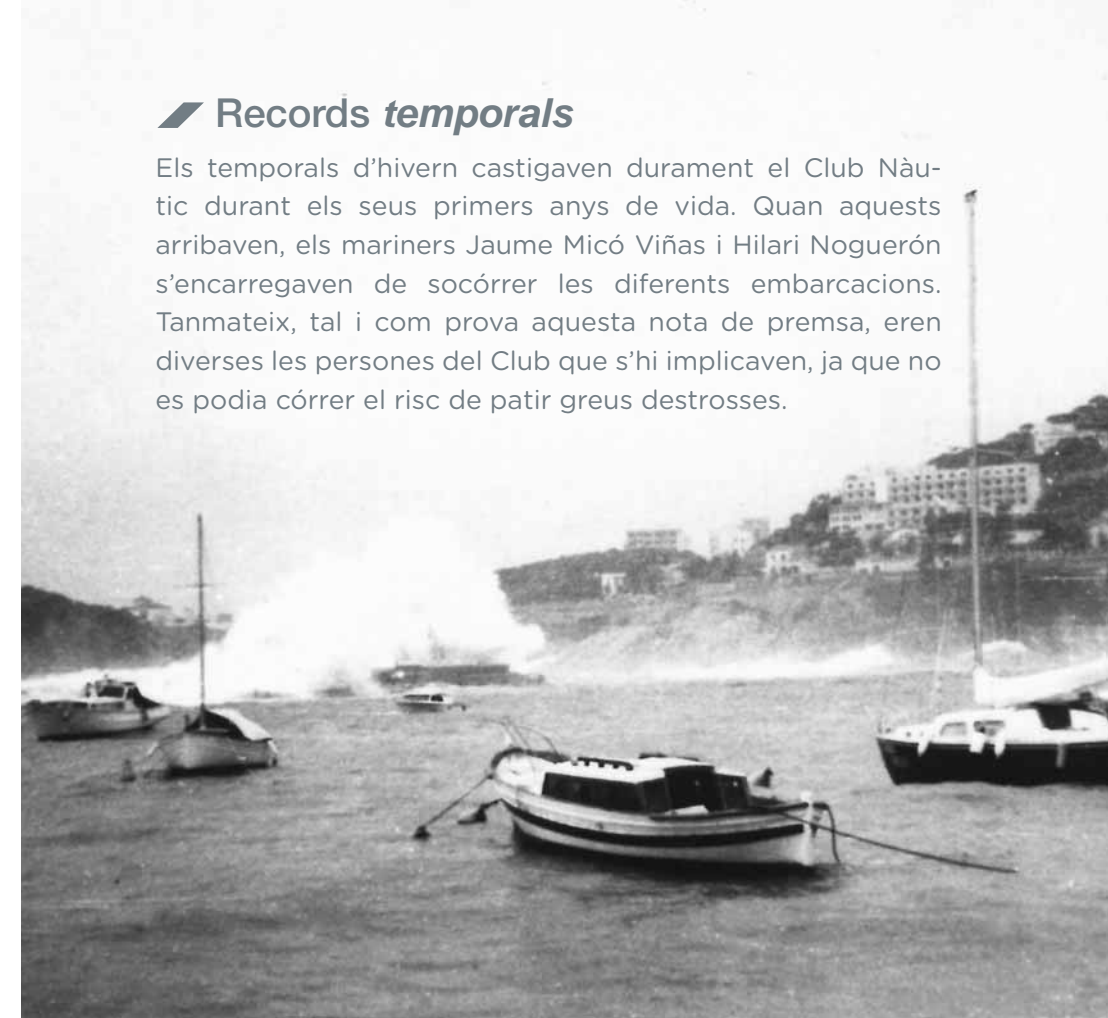 Records temporals
Els temporals d'hivern castigaven durament el Club Nàu-
tic durant els seus primers anys de vida. Quan aquests
arribaven, els mariners Jaume Micó Viñas i Hilari Noguerón
s'encarregaven de socórrer les diferents embarcacions.
Tanmateix, tal i com prova aquesta nota de premsa, eren
diverses les persones del Club que s'hi implicaven, ja que no
es podia córrer el risc de patir greus destrosses.